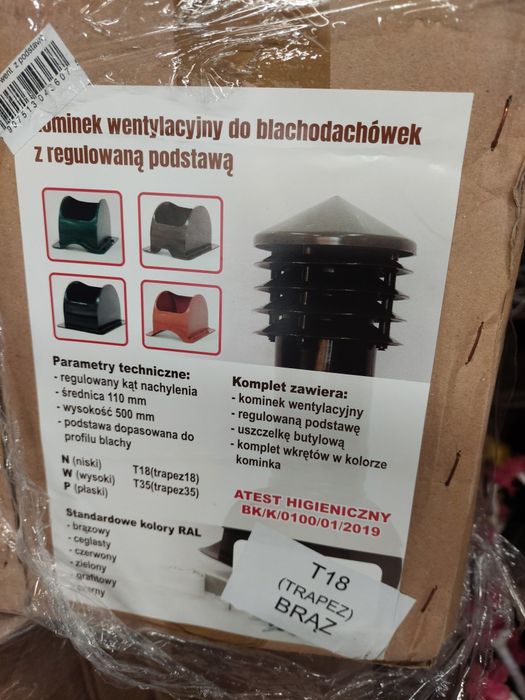 went. z podstawą
kominek wentylacyjny do blachodachówek
z regulowaną podstawą
Parametry techniczne:
- regulowany kąt nachylenia
- średnica 110 mm
- wysokość 500 mm
- podstawa dopasowana do
profilu blachy
N (niski) T18(trapez18)
W (wysoki) T35(trapez35)
P (płaski)
Standardowe kolory RAL
- brązowy
- ceglasty
- czerwony
- zielony
- grafitowy
- czarny
Komplet zawiera:
- kominek wentylacyjny
- regulowaną podstawę
- uszczelkę butylową
- komplet wkrętów w kolorze
kominka
ATEST HIGIENICZNY
BK/K/0100/01/2019
T18
(TRAPEZ)
BRĄZ